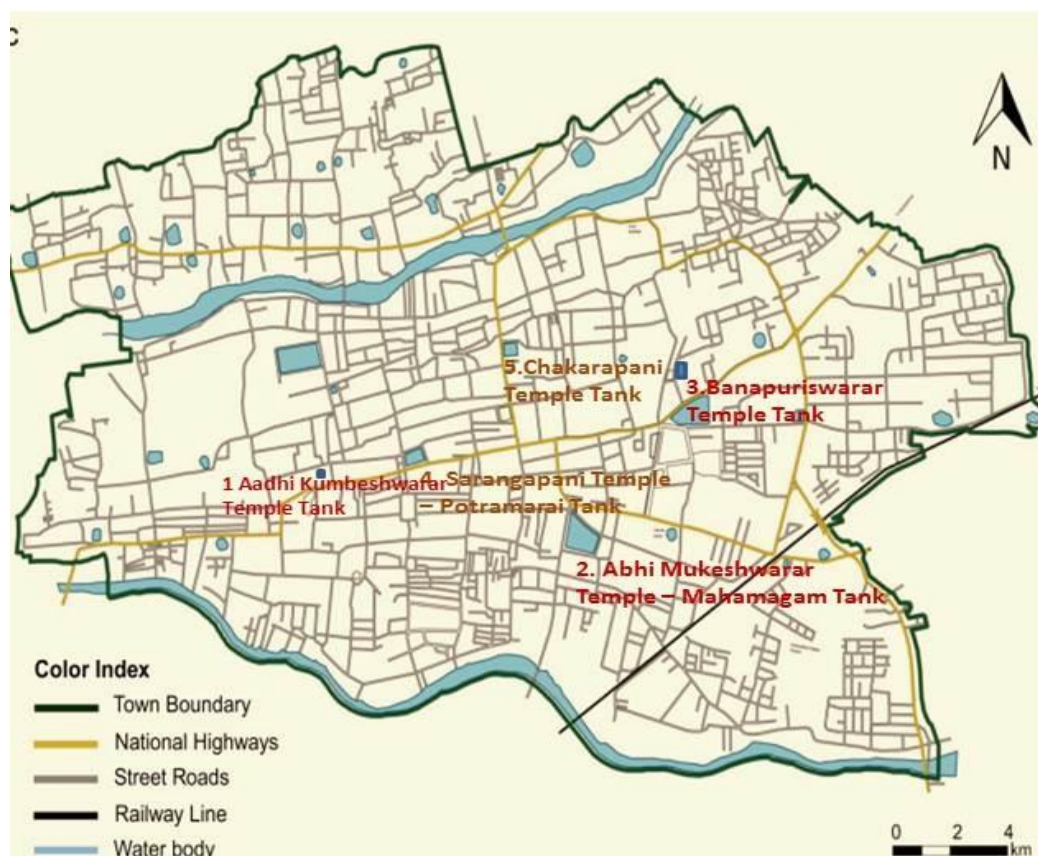 C
N
5.Chakarapani
Temple Tank
3.Banapuriswarar
Temple Tank
1 Aadhi Kumbeshwarar
Temple Tank
4. Sarangapani Temple
– Potramarai Tank
2. Abhi Mukeshwarar
Temple – Mahamagam Tank
Color Index
Town Boundary
National Highways
Street Roads
Railway Line
Water body
0 2 4
km